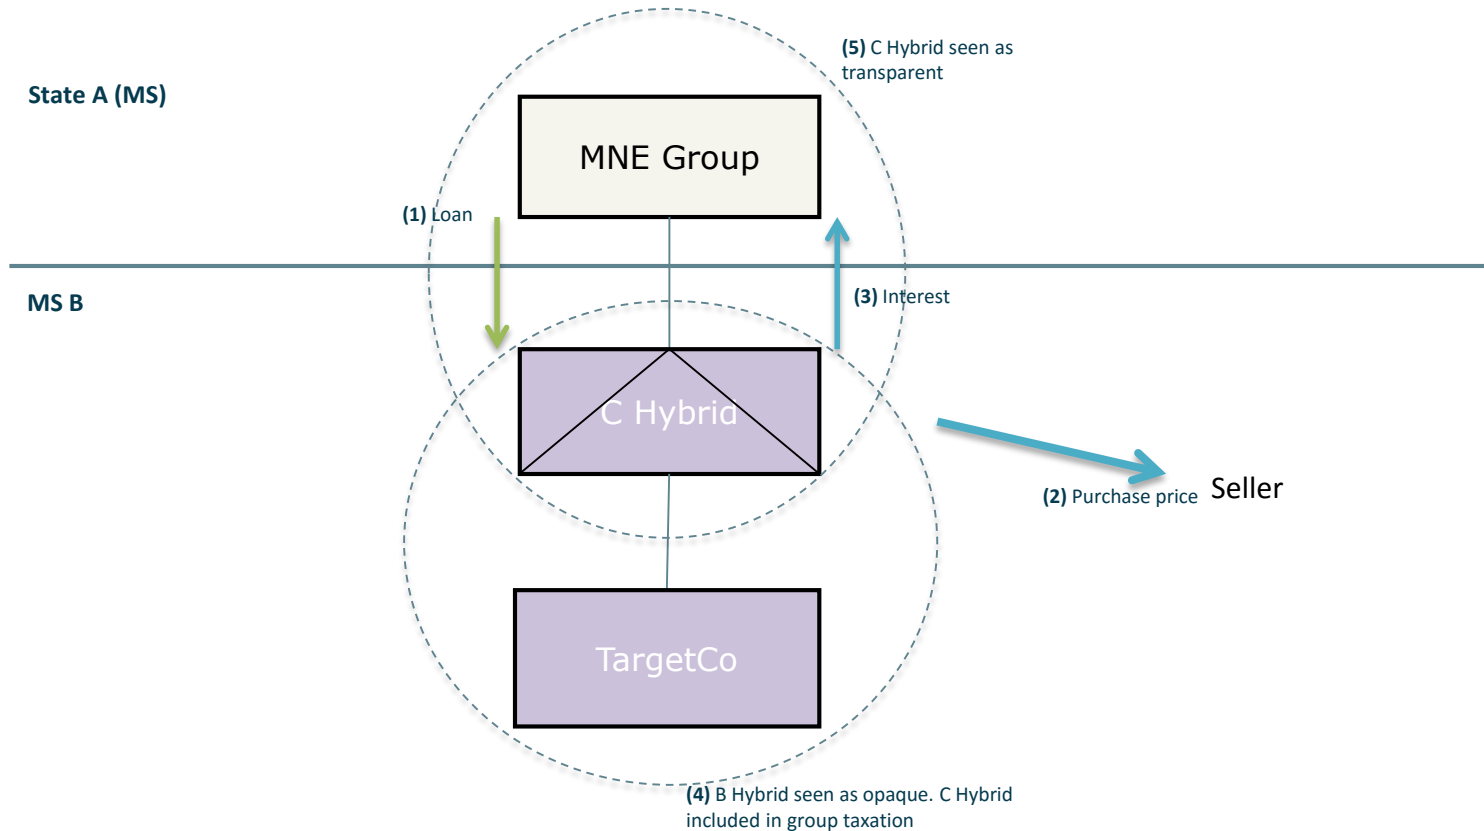 (5) C Hybrid seen as
transparent
State A (MS)
MNE Group
(1) Loan
MS B
(3) Interest
C Hybrid
(2) Purchase price
Seller
TargetCo
(4) B Hybrid seen as opaque. C Hybrid
included in group taxation